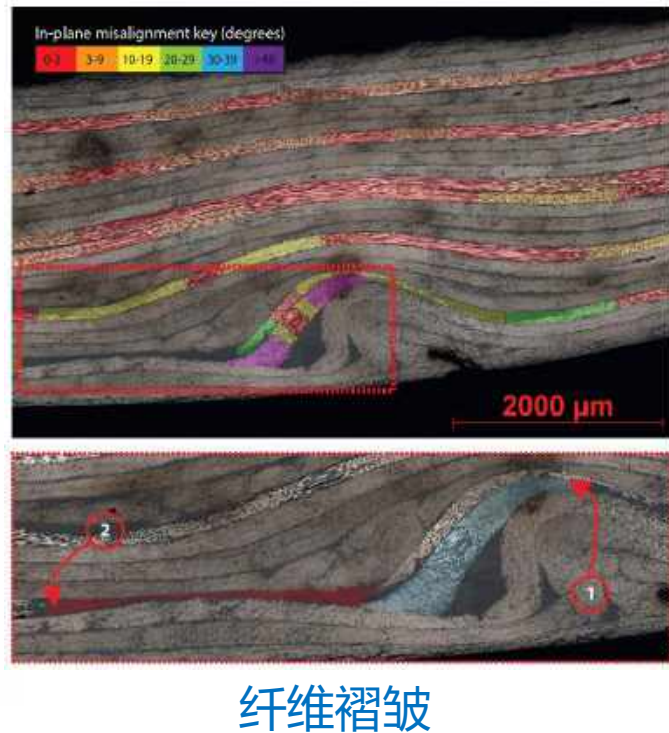 In-plane misalignment key (degrees)
0-2 3-9 10-19 20-29 30-39 >40
2000 μm
2
1
纤维褶皱